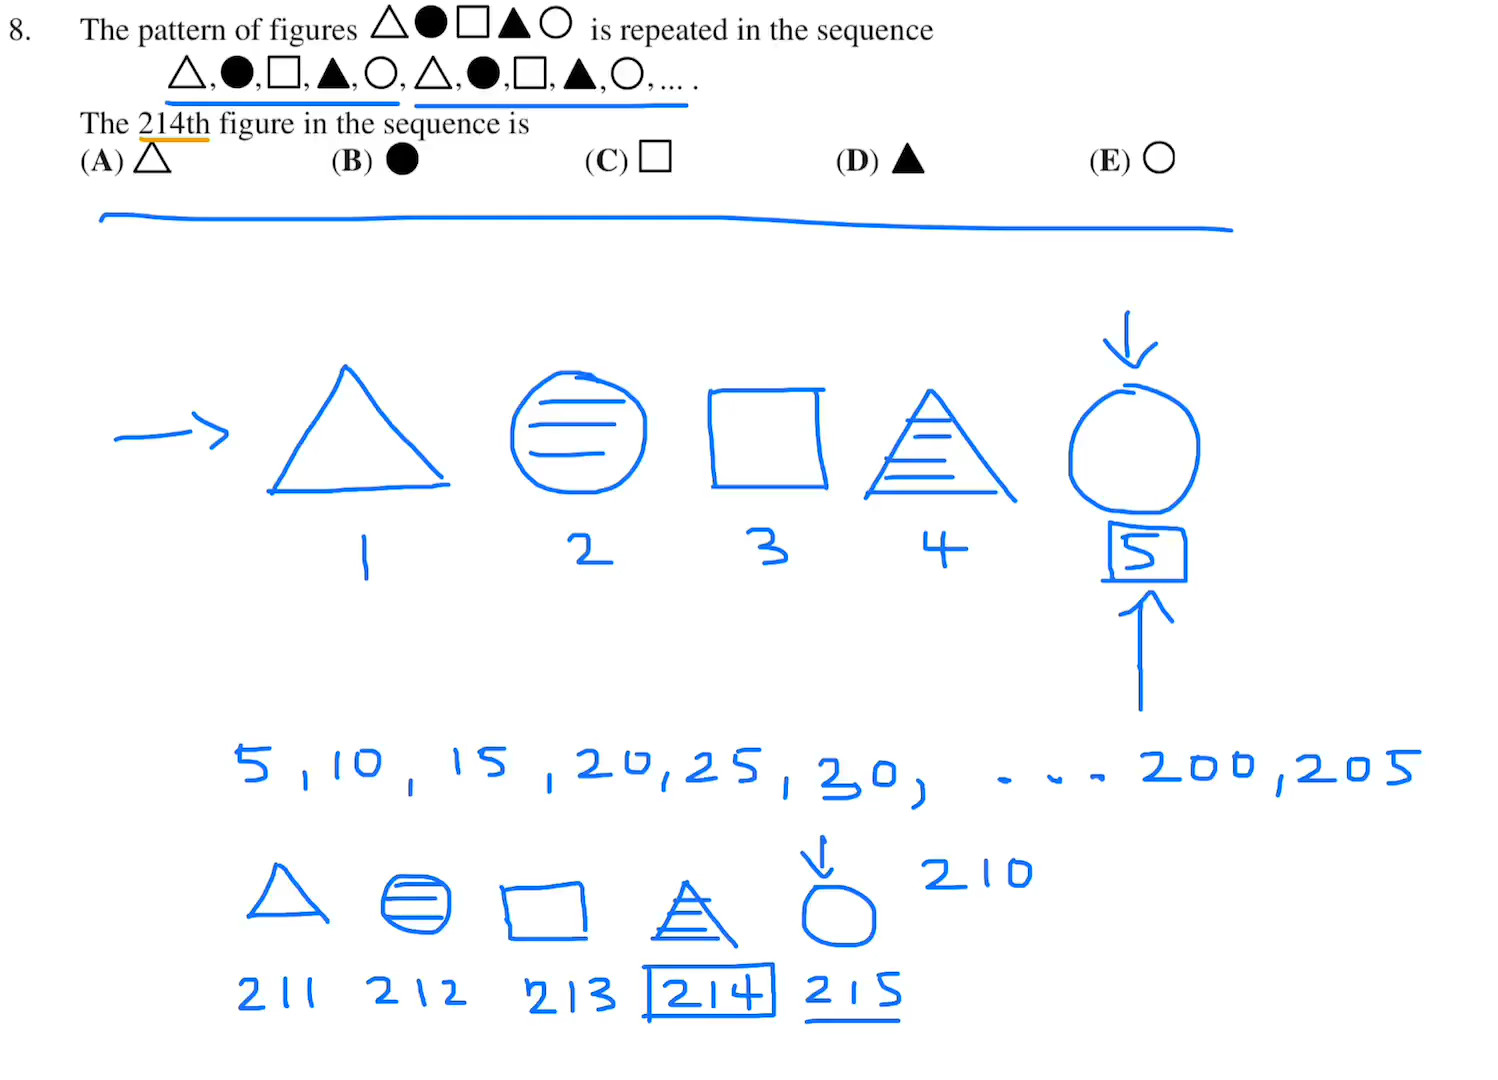 8. The pattern of figures △●□▲○ is repeated in the sequence
△,●,□,▲,○,△,●,□,▲,○,... .
The 214th figure in the sequence is
(A) △ (B) ● (C) □ (D) ▲ (E) ○
1 2 3 4 5
5, 10, 15, 20, 25, 30, ... 200, 205
210
211 212 213 214 215